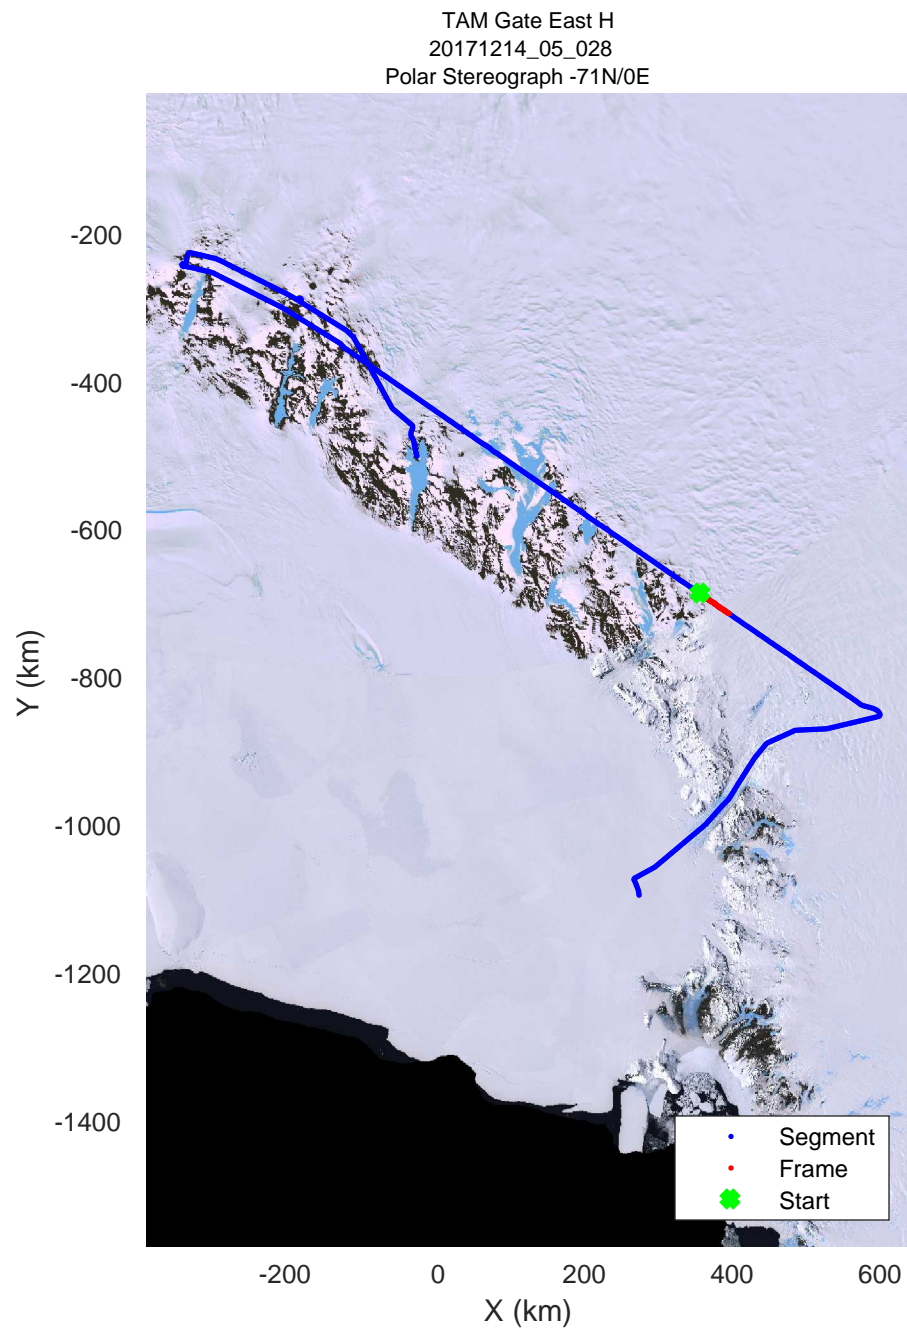 TAM Gate East H
20171214_05_028
Polar Stereograph -71N/0E
-200
-400
-600
-800
-1000
-1200
-1400
Y (km)
-200 0 200 400 600
X (km)
Segment
Frame
Start